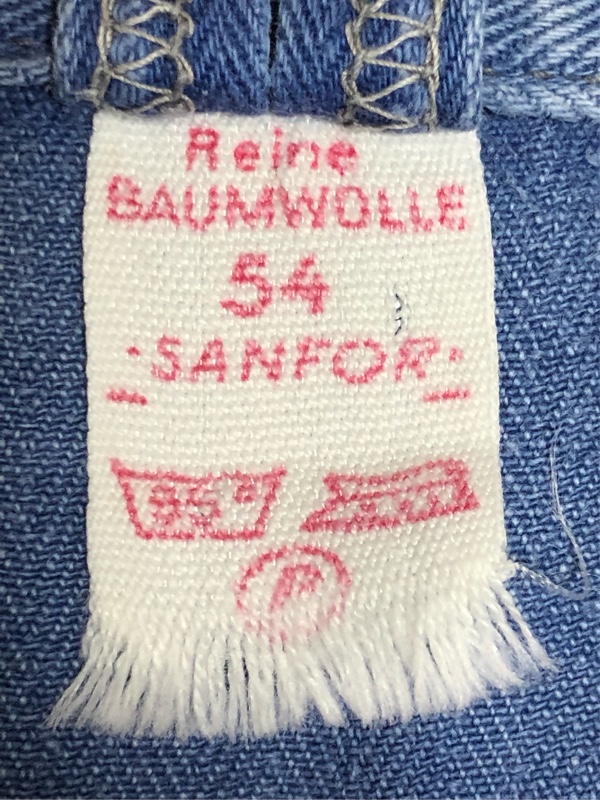 Reine
BAUMWOLLE
54
·SANFOR·
95°
P